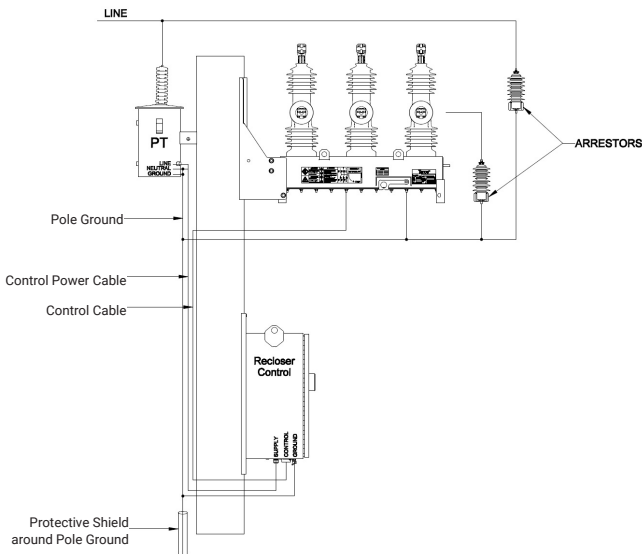 LINE
PT
LINE
NEUTRAL
GROUND
ARRESTORS
Pole Ground
Control Power Cable
Control Cable
Recloser
Control
SUPPLY
CONTROL
GROUND
Protective Shield
around Pole Ground